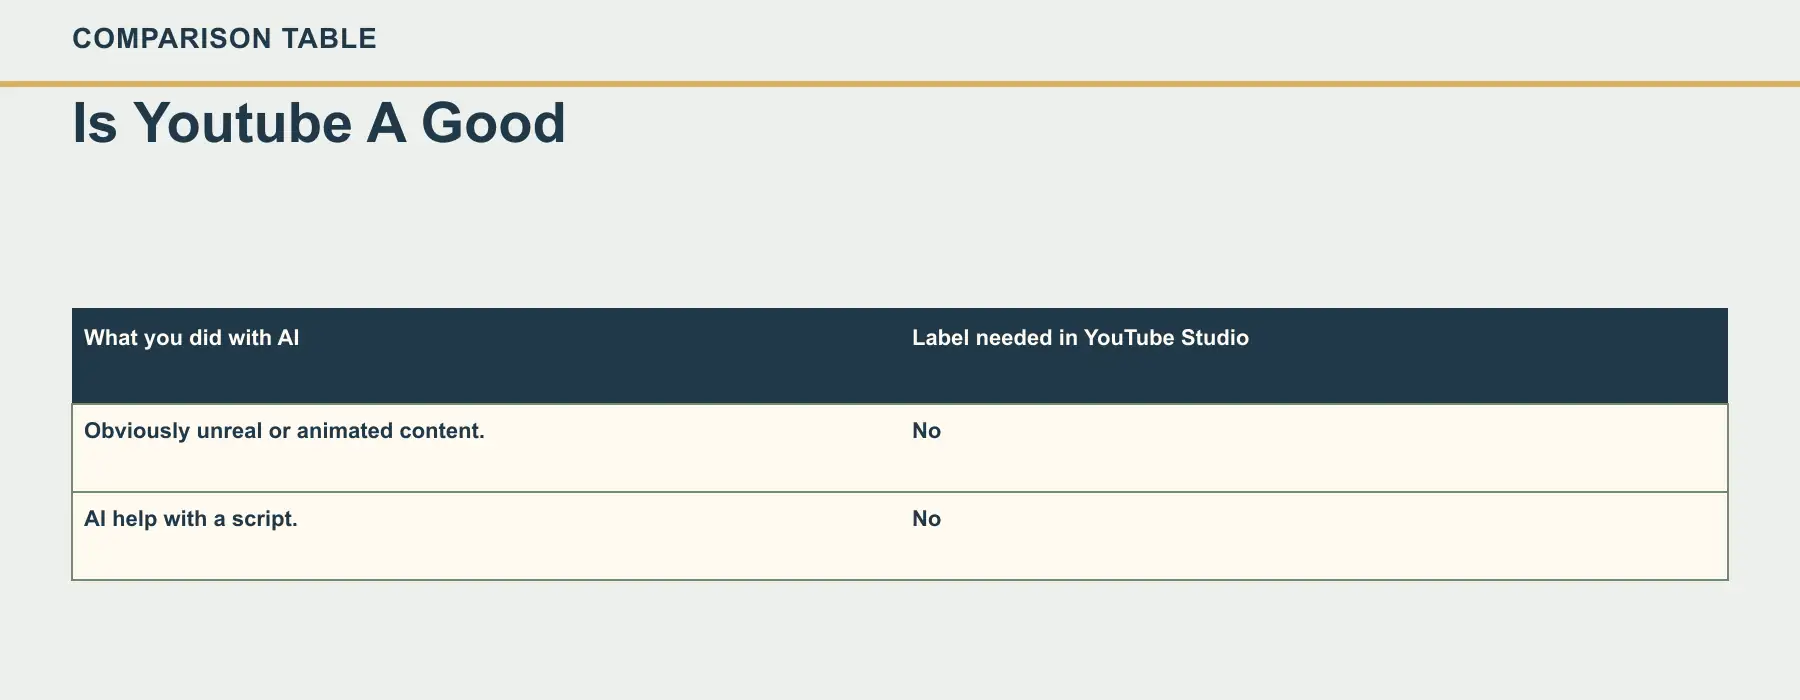 COMPARISON TABLE
Is Youtube A Good
What you did with AI
Label needed in YouTube Studio
Obviously unreal or animated content.
No
AI help with a script.
No